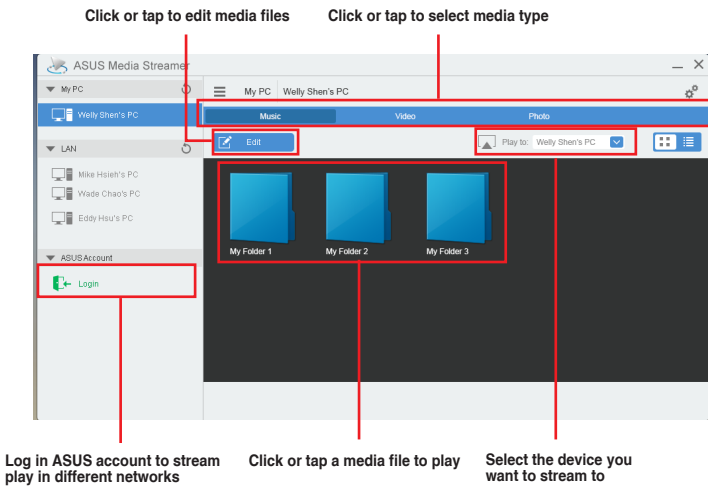 Click or tap to edit media files
Click or tap to select media type
ASUS Media Streamer
My PC
My PC Welly Shen's PC
Welly Shen's PC
Music Video Photo
Edit
Play to: Welly Shen's PC
LAN
Mike Hsieh's PC
Wade Chao's PC
Eddy Hsu's PC
My Folder 1 My Folder 2 My Folder 3
ASUS Account
Login
Log in ASUS account to stream
play in different networks
Click or tap a media file to play
Select the device you
want to stream to